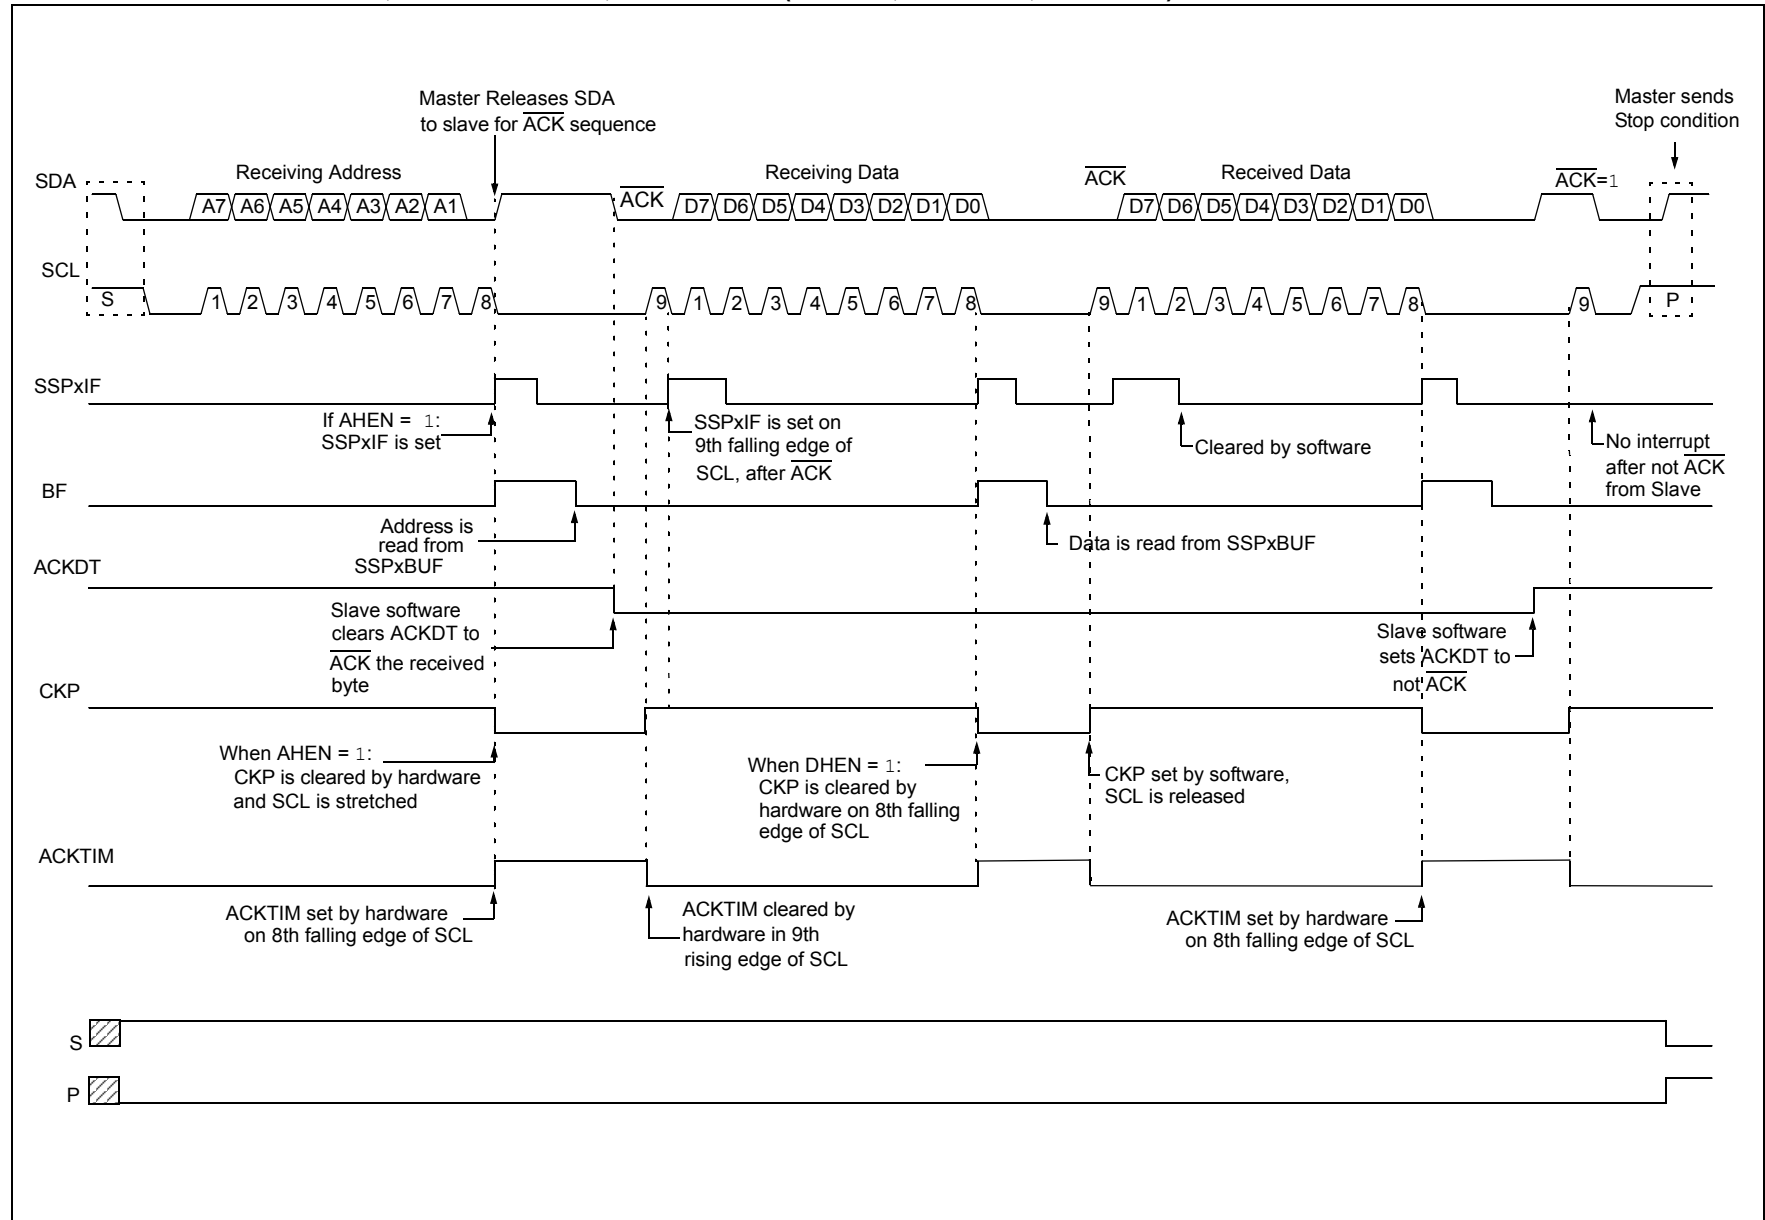 Master Releases SDA
to slave for ACK sequence
Master sends
Stop condition
SDA
Receiving Address
ACK
Receiving Data
ACK
Received Data
ACK=1
A7 A6 A5 A4 A3 A2 A1
D7 D6 D5 D4 D3 D2 D1 D0
D7 D6 D5 D4 D3 D2 D1 D0
SCL
S
1 2 3 4 5 6 7 8
9 1 2 3 4 5 6 7 8
9 1 2 3 4 5 6 7 8
9
P
SSPxIF
If AHEN = 1:
SSPxIF is set
SSPxIF is set on
9th falling edge of
SCL, after ACK
Cleared by software
No interrupt
after not ACK
from Slave
BF
Address is
read from
SSPxBUF
Data is read from SSPxBUF
ACKDT
Slave software
clears ACKDT to
ACK the received
byte
Slave software
sets ACKDT to
not ACK
CKP
When AHEN = 1:
CKP is cleared by hardware
and SCL is stretched
When DHEN = 1:
CKP is cleared by
hardware on 8th falling
edge of SCL
CKP set by software,
SCL is released
ACKTIM
ACKTIM set by hardware
on 8th falling edge of SCL
ACKTIM cleared by
hardware in 9th
rising edge of SCL
ACKTIM set by hardware
on 8th falling edge of SCL
S
P